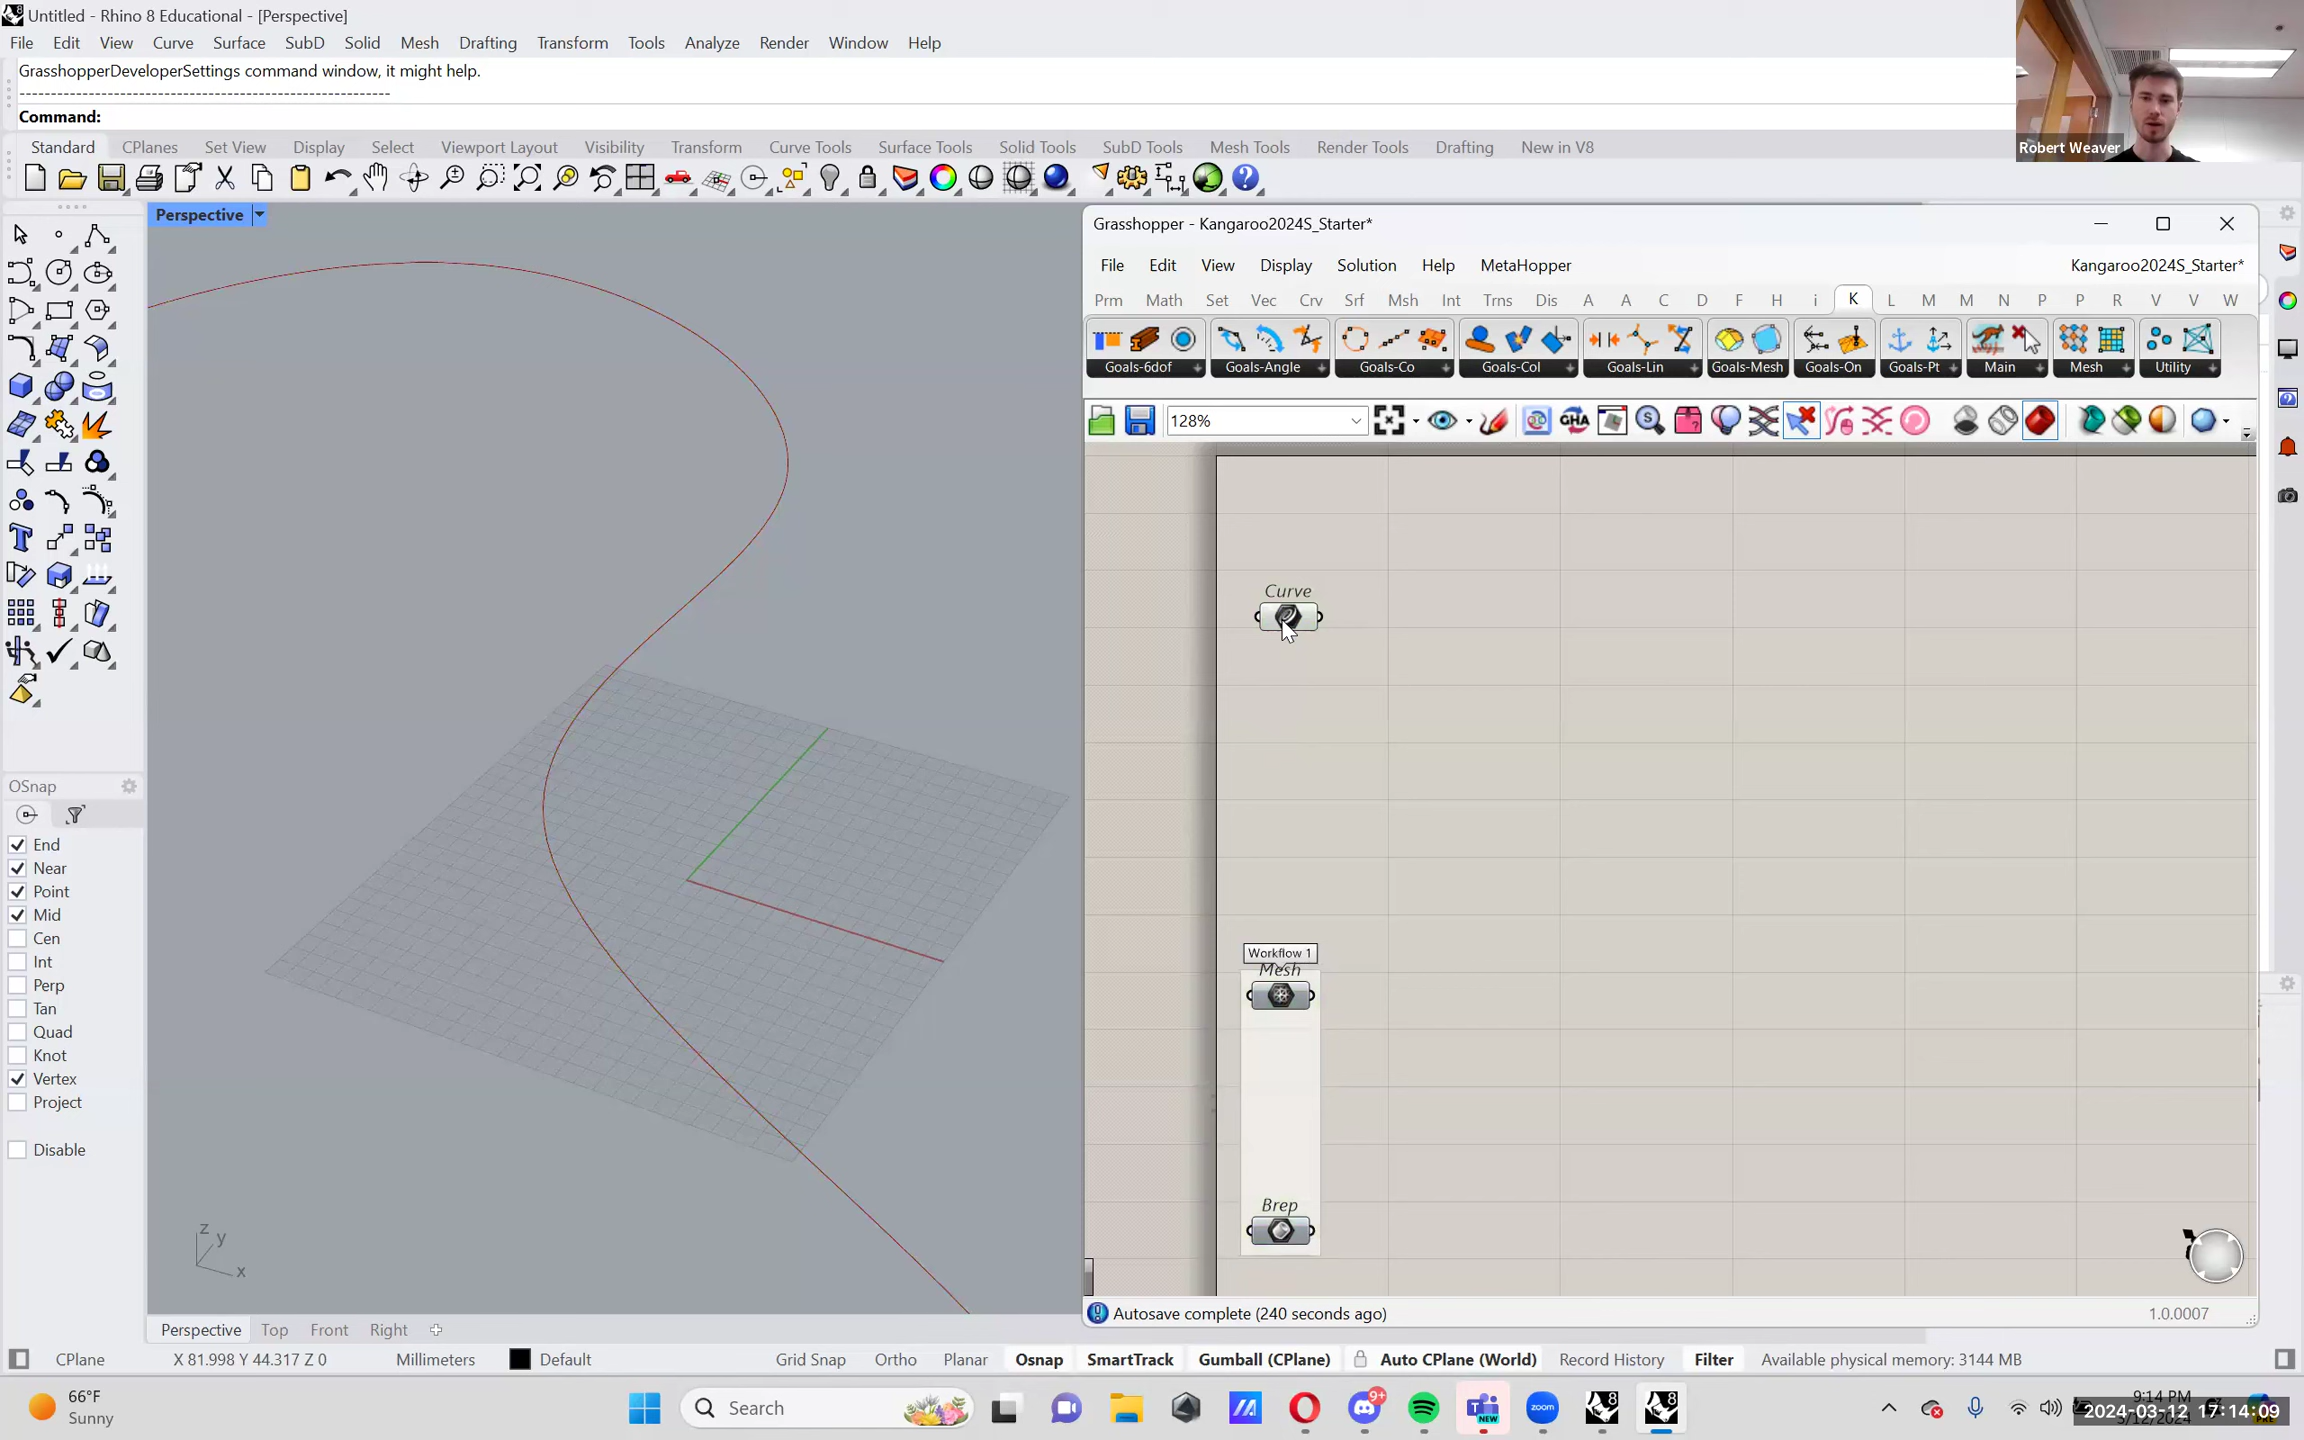 Untitled - Rhino 8 Educational - [Perspective]
File Edit View Curve Surface SubD Solid Mesh Drafting Transform Tools Analyze Render Window Help
GrasshopperDeveloperSettings command window, it might help.
------------------------------------------------------------
Command:
Standard CPlanes Set View Display Select Viewport Layout Visibility Transform Curve Tools Surface Tools Solid Tools SubD Tools Mesh Tools Render Tools Drafting New in V8
Robert Weaver
Perspective
Grasshopper - Kangaroo2024S_Starter*
File Edit View Display Solution Help MetaHopper Kangaroo2024S_Starter*
Prm Math Set Vec Crv Srf Msh Int Trns Dis A A C D F H i K L M M N P P R V V W
Goals-6dof Goals-Angle Goals-Co Goals-Col Goals-Lin Goals-Mesh Goals-On Goals-Pt Main Mesh Utility
128%
Curve
Workflow 1
Mesh
Brep
OSnap
End
Near
Point
Mid
Cen
Int
Perp
Tan
Quad
Knot
Vertex
Project
Disable
z
y
x
Autosave complete (240 seconds ago) 1.0.0007
Perspective Top Front Right
CPlane X 81.998 Y 44.317 Z 0 Millimeters Default Grid Snap Ortho Planar Osnap SmartTrack Gumball (CPlane) Auto CPlane (World) Record History Filter Available physical memory: 3144 MB
66°F
Sunny
Search
9+
NEW
zoom
9:14 PM
2024-03-12 17:14:09